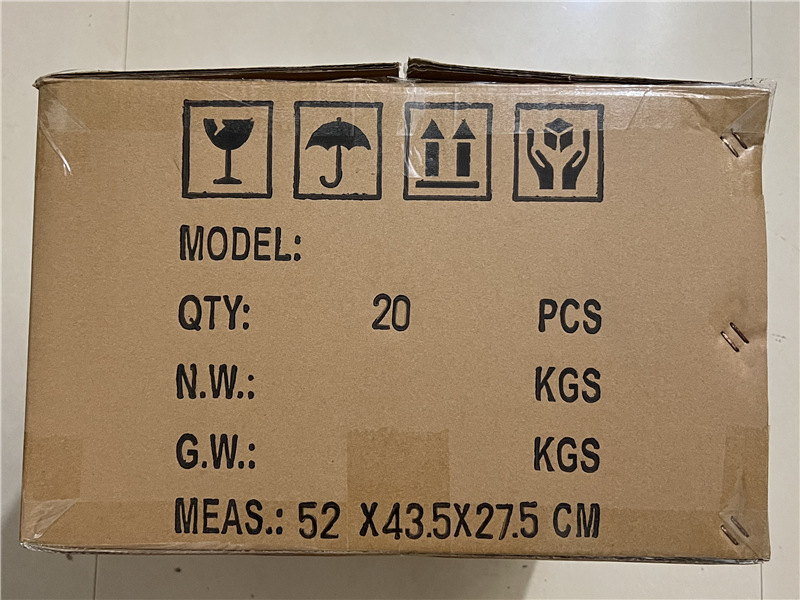 MODEL:
QTY: 20 PCS
N.W.: KGS
G.W.: KGS
MEAS.: 52 X43.5X27.5 CM